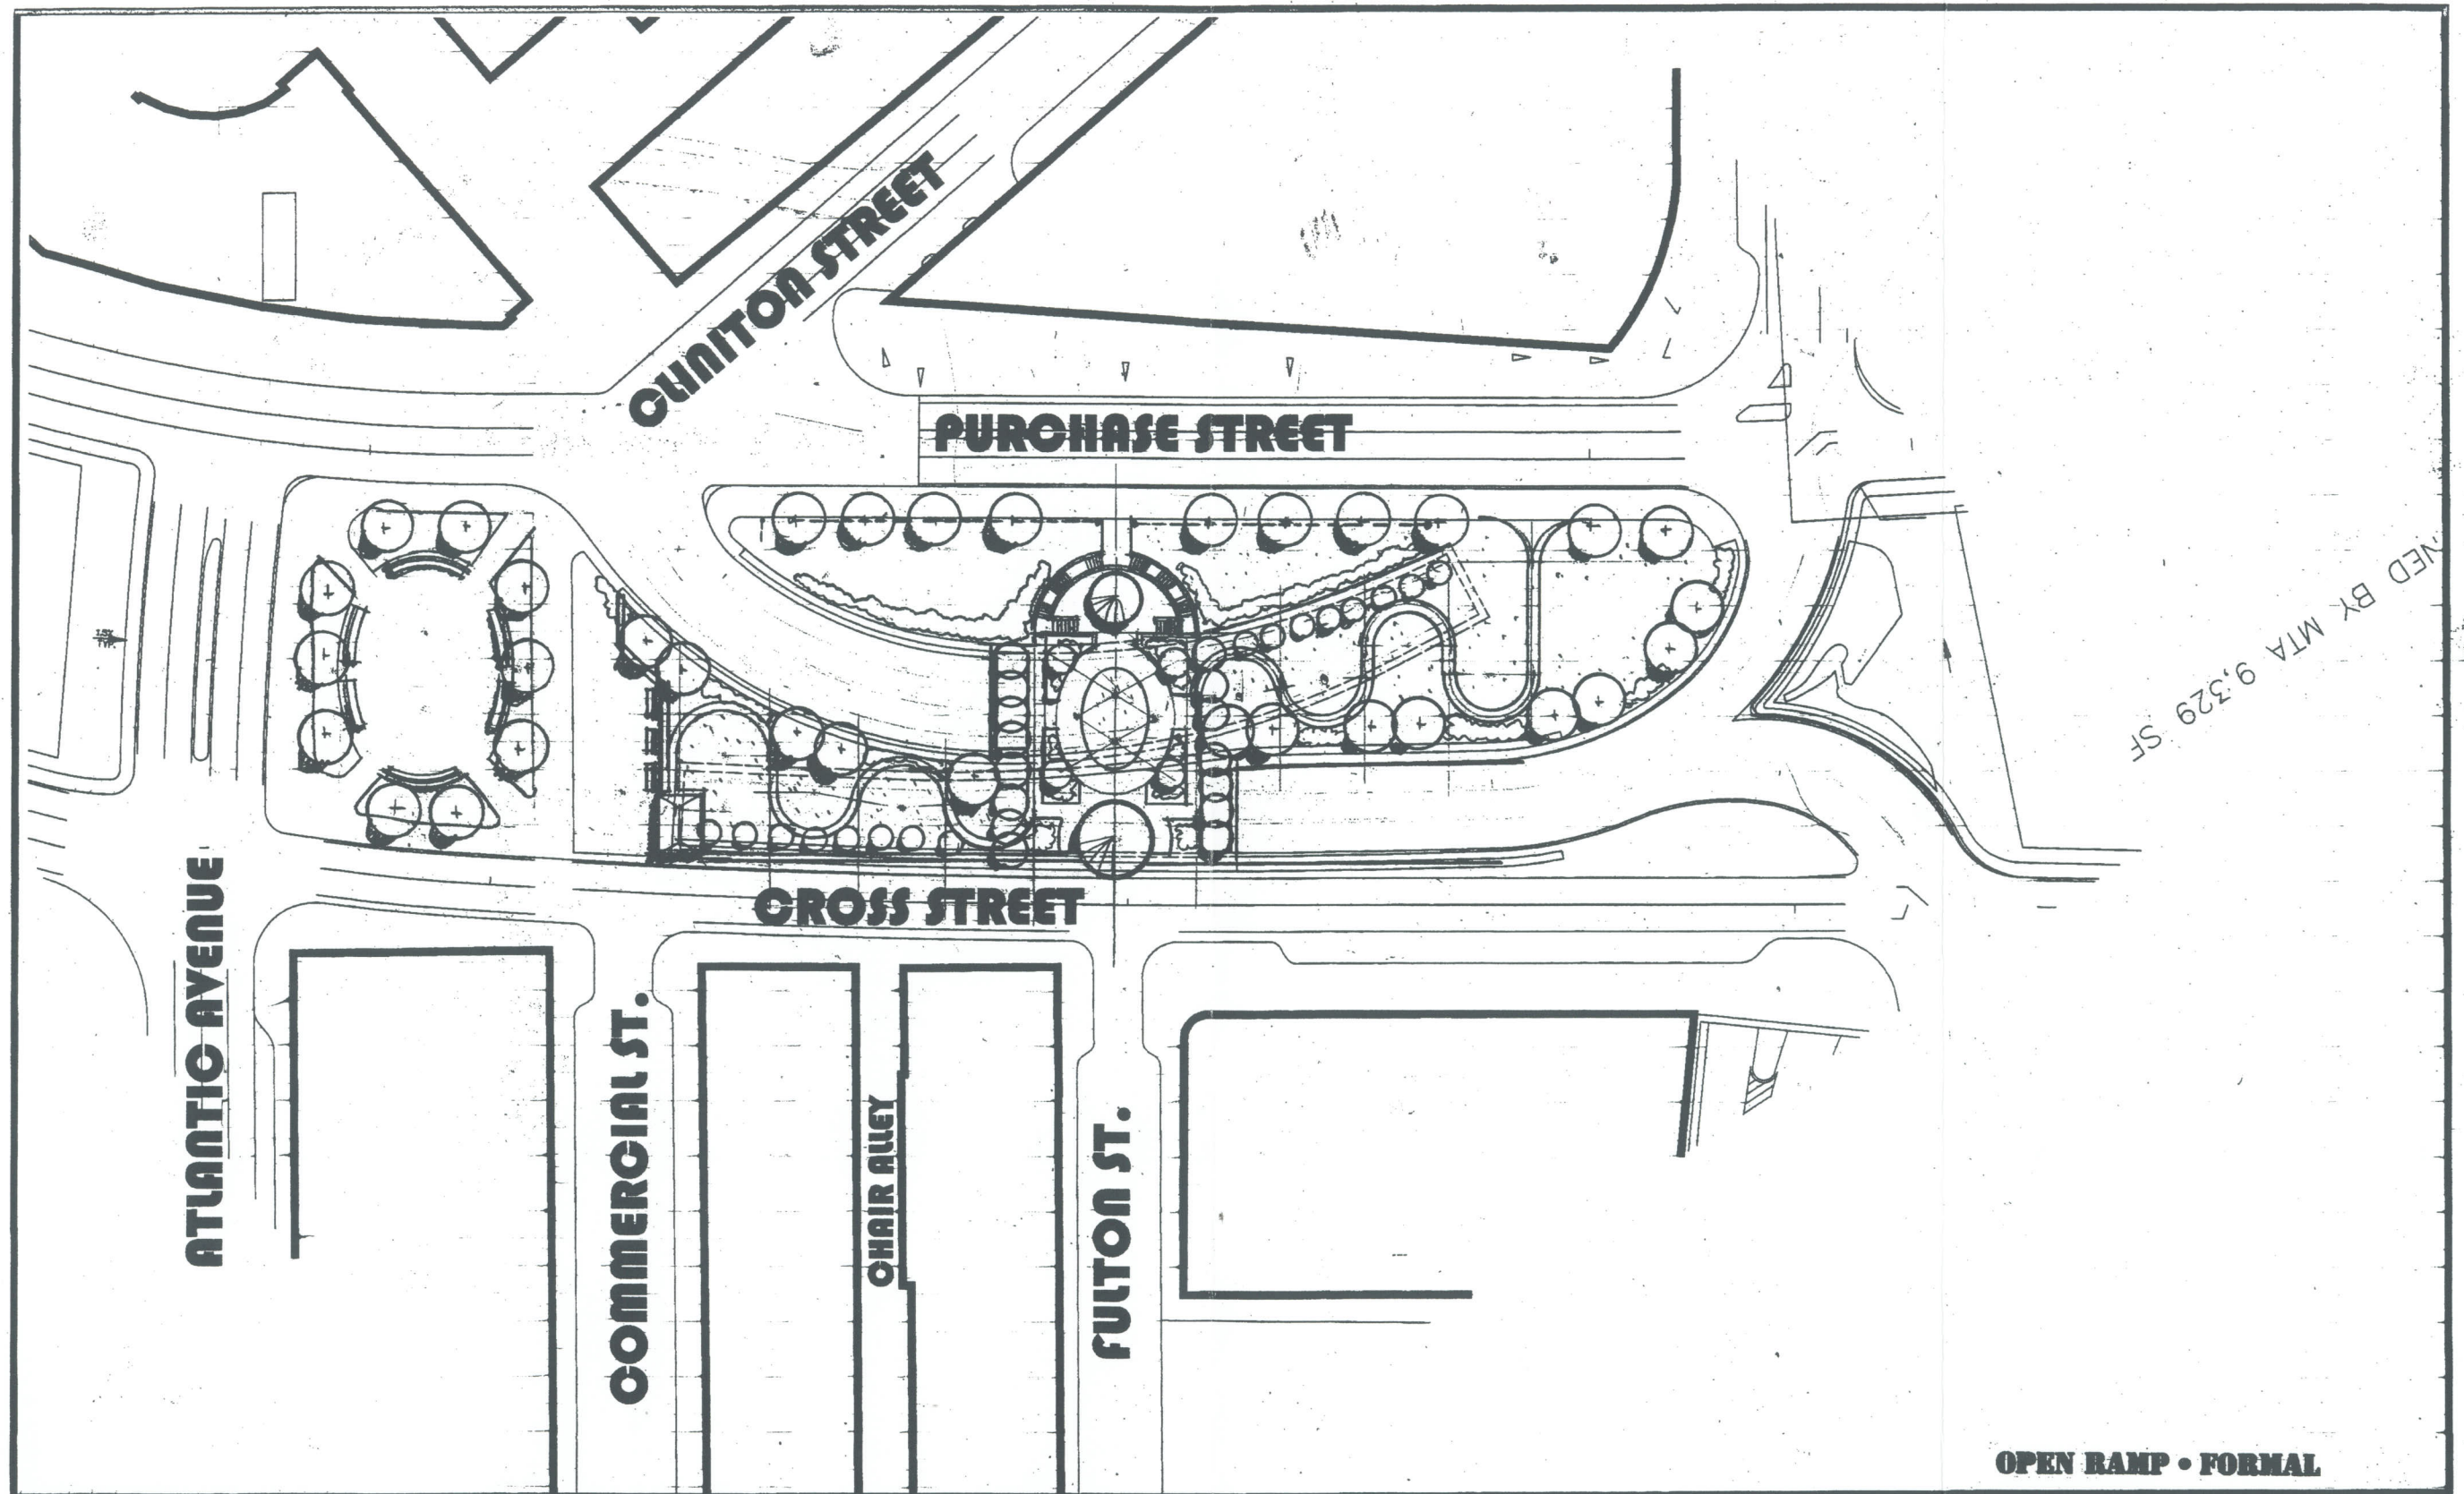 CLINITON STREET
PURCHASE STREET
NED BY MTA 9,329 SF
CROSS STREET
ATLANTIC AVENUE
COMMERCIAL ST.
CHAIR ALLEY
FULTON ST.
OPEN RAMP • FORMAL